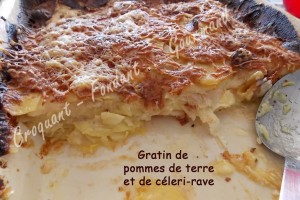 Croquant - Fondant - Gourmand
Gratin de
pommes de terre
et de céleri-rave